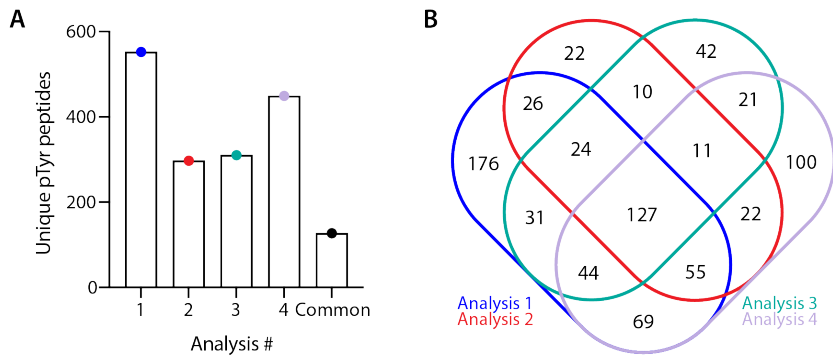 A
Unique pTyr peptides
600
400
200
0
1 2 3 4 Common
Analysis #
B
22 42
26 10 21
176 24 11 100
31 127 22
44 55
69
Analysis 1
Analysis 2
Analysis 3
Analysis 4